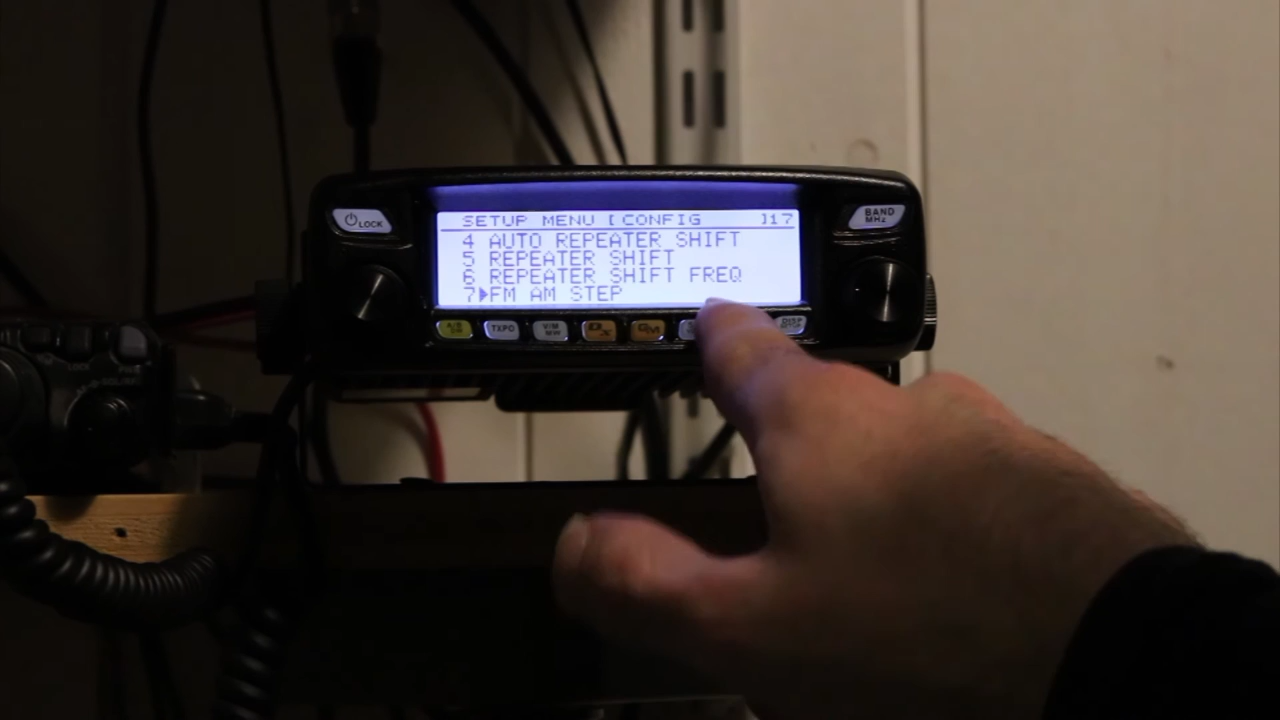 LOCK
BAND
MHz
SETUP MENU [CONFIG ]17
4 AUTO REPEATER SHIFT
5 REPEATER SHIFT
6 REPEATER SHIFT FREQ
7▶FM AM STEP
A/B
TXPO
V/M
MW
GM
DISP